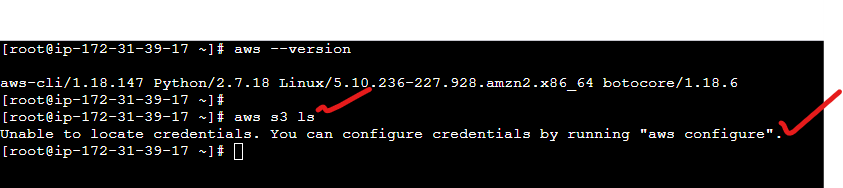 [root@ip-172-31-39-17 ~]# aws --version
aws-cli/1.18.147 Python/2.7.18 Linux/5.10.236-227.928.amzn2.x86_64 botocore/1.18.6
[root@ip-172-31-39-17 ~]#
[root@ip-172-31-39-17 ~]# aws s3 ls
Unable to locate credentials. You can configure credentials by running "aws configure".
[root@ip-172-31-39-17 ~]#